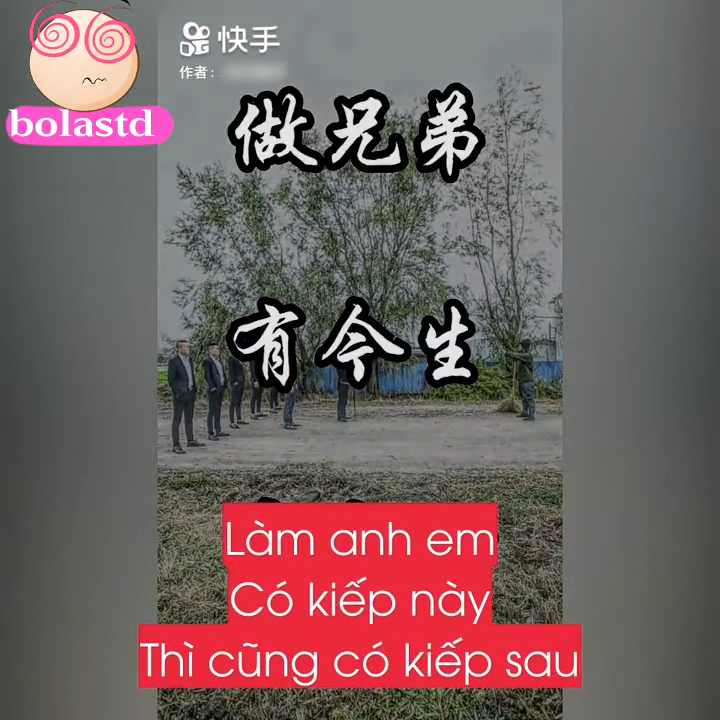 快手
作者：
bolastd
做兄弟
有今生
Làm anh em
Có kiếp này
Thì cũng có kiếp sau